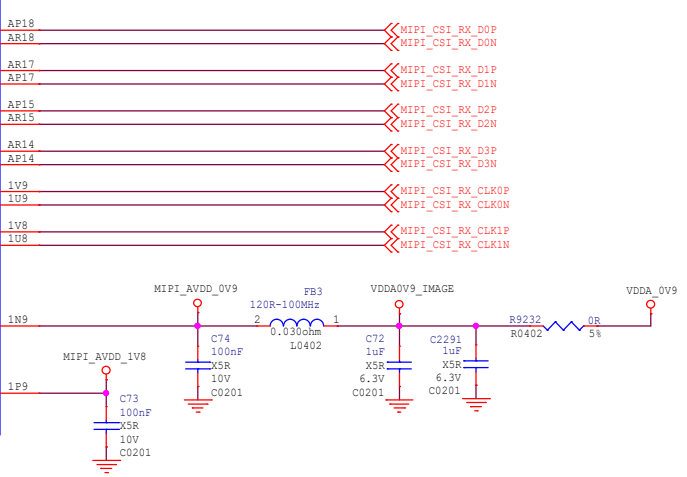 AP18 MIPI_CSI_RX_D0P
AR18 MIPI_CSI_RX_D0N
AR17 MIPI_CSI_RX_D1P
AP17 MIPI_CSI_RX_D1N
AP15 MIPI_CSI_RX_D2P
AR15 MIPI_CSI_RX_D2N
AR14 MIPI_CSI_RX_D3P
AP14 MIPI_CSI_RX_D3N
1V9 MIPI_CSI_RX_CLK0P
1U9 MIPI_CSI_RX_CLK0N
1V8 MIPI_CSI_RX_CLK1P
1U8 MIPI_CSI_RX_CLK1N
MIPI_AVDD_0V9 FB3 VDDA0V9_IMAGE VDDA_0V9
120R-100MHz
1N9 2 1 R9232 0R
0.030ohm R0402 5%
L0402
C74 C72 C2291
100nF 1uF 1uF
X5R X5R X5R
10V 6.3V 6.3V
C0201 C0201 C0201
MIPI_AVDD_1V8
1P9
C73
100nF
X5R
10V
C0201